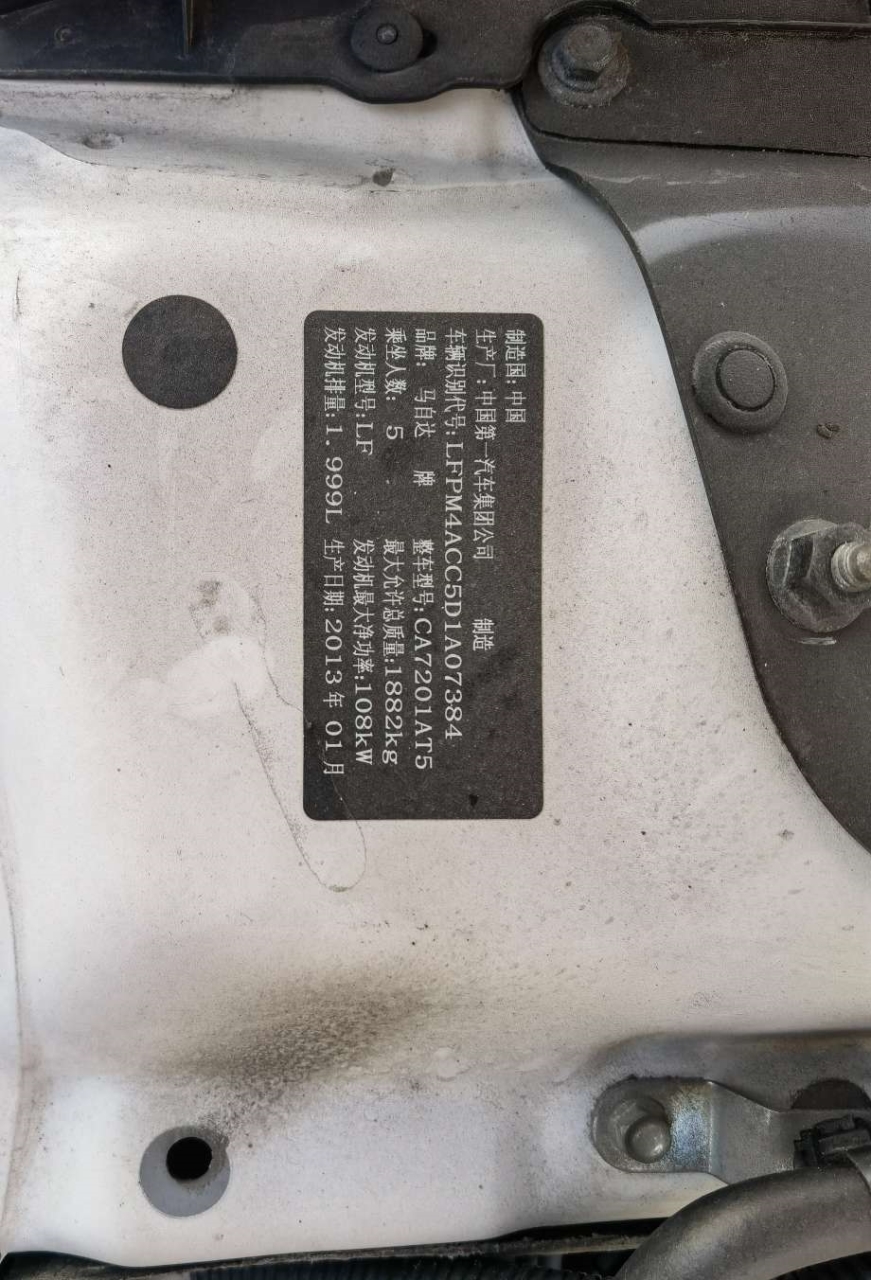 制造国:中国
生产厂:中国第一汽车集团公司 制造
车辆识别代号:LFPM4ACC5D1A07384
品牌: 马自达 牌 整车型号:CA7201AT5
乘坐人数: 5 最大允许总质量:1882kg
发动机型号:LF 发动机最大净功率:108kW
发动机排量:1.999L 生产日期:2013年01月